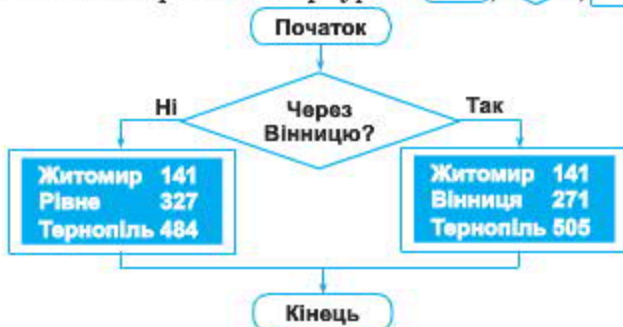 Початок
Ні
Через
Вінницю?
Так
Житомир 141
Рівне 327
Тернопіль 484
Житомир 141
Вінниця 271
Тернопіль 505
Кінець